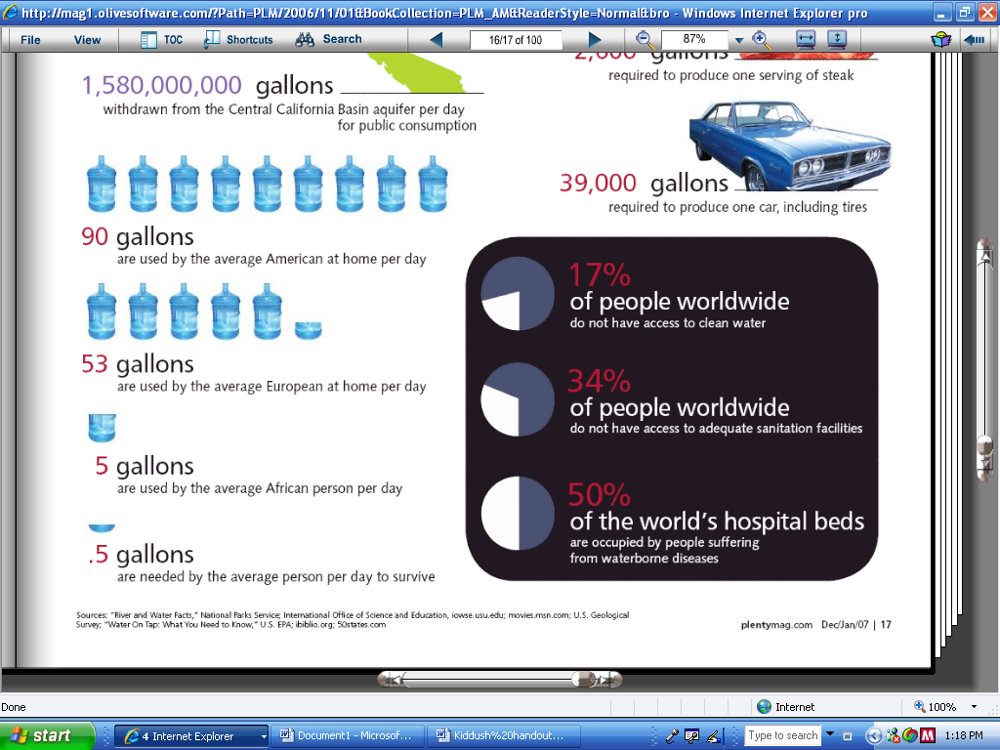 http://mag1.olivesoftware.com/?Path=PLM/2006/11/01&BookCollection=PLM_AM&ReaderStyle=Normal&bro - Windows Internet Explorer pro
File View TOC Shortcuts Search 16/17 of 100 87%
1,580,000,000 gallons
withdrawn from the Central California Basin aquifer per day
for public consumption
90 gallons
are used by the average American at home per day
53 gallons
are used by the average European at home per day
5 gallons
are used by the average African person per day
.5 gallons
are needed by the average person per day to survive
gallons
required to produce one serving of steak
39,000 gallons
required to produce one car, including tires
17%
of people worldwide
do not have access to clean water
34%
of people worldwide
do not have access to adequate sanitation facilities
50%
of the world's hospital beds
are occupied by people suffering
from waterborne diseases
Sources: "River and Water Facts," National Parks Service; International Office of Science and Education, iowse.usu.edu; movies.msn.com; U.S. Geological
Survey; "Water On Tap: What You Need to Know," U.S. EPA; ibiblio.org; 50states.com
plentymag.com Dec/Jan/07 | 17
Done Internet 100%
start 4 Internet Explorer Document1 - Microsof... Kiddush%20handout... Type to search M 1:18 PM